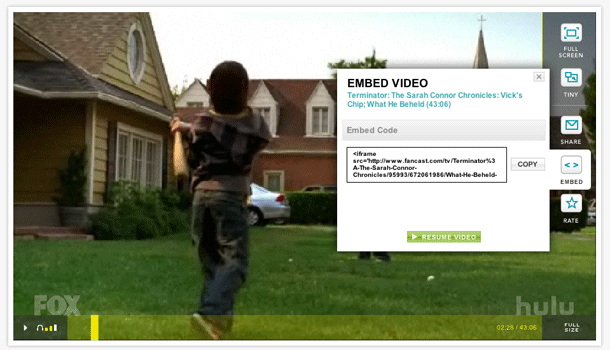 FULL
SCREEN
TINY
SHARE
EMBED
RATE
EMBED VIDEO
Terminator: The Sarah Connor Chronicles: Vick's
Chip; What He Beheld (43:06)
Embed Code
<iframe
src='http://www.fancast.com/tv/Terminator%3
A-The-Sarah-Connor-
Chronicles/95993/672061986/What-He-Beheld-
COPY
RESUME VIDEO
FOX
hulu
02:28 / 43:06
FULL
SIZE